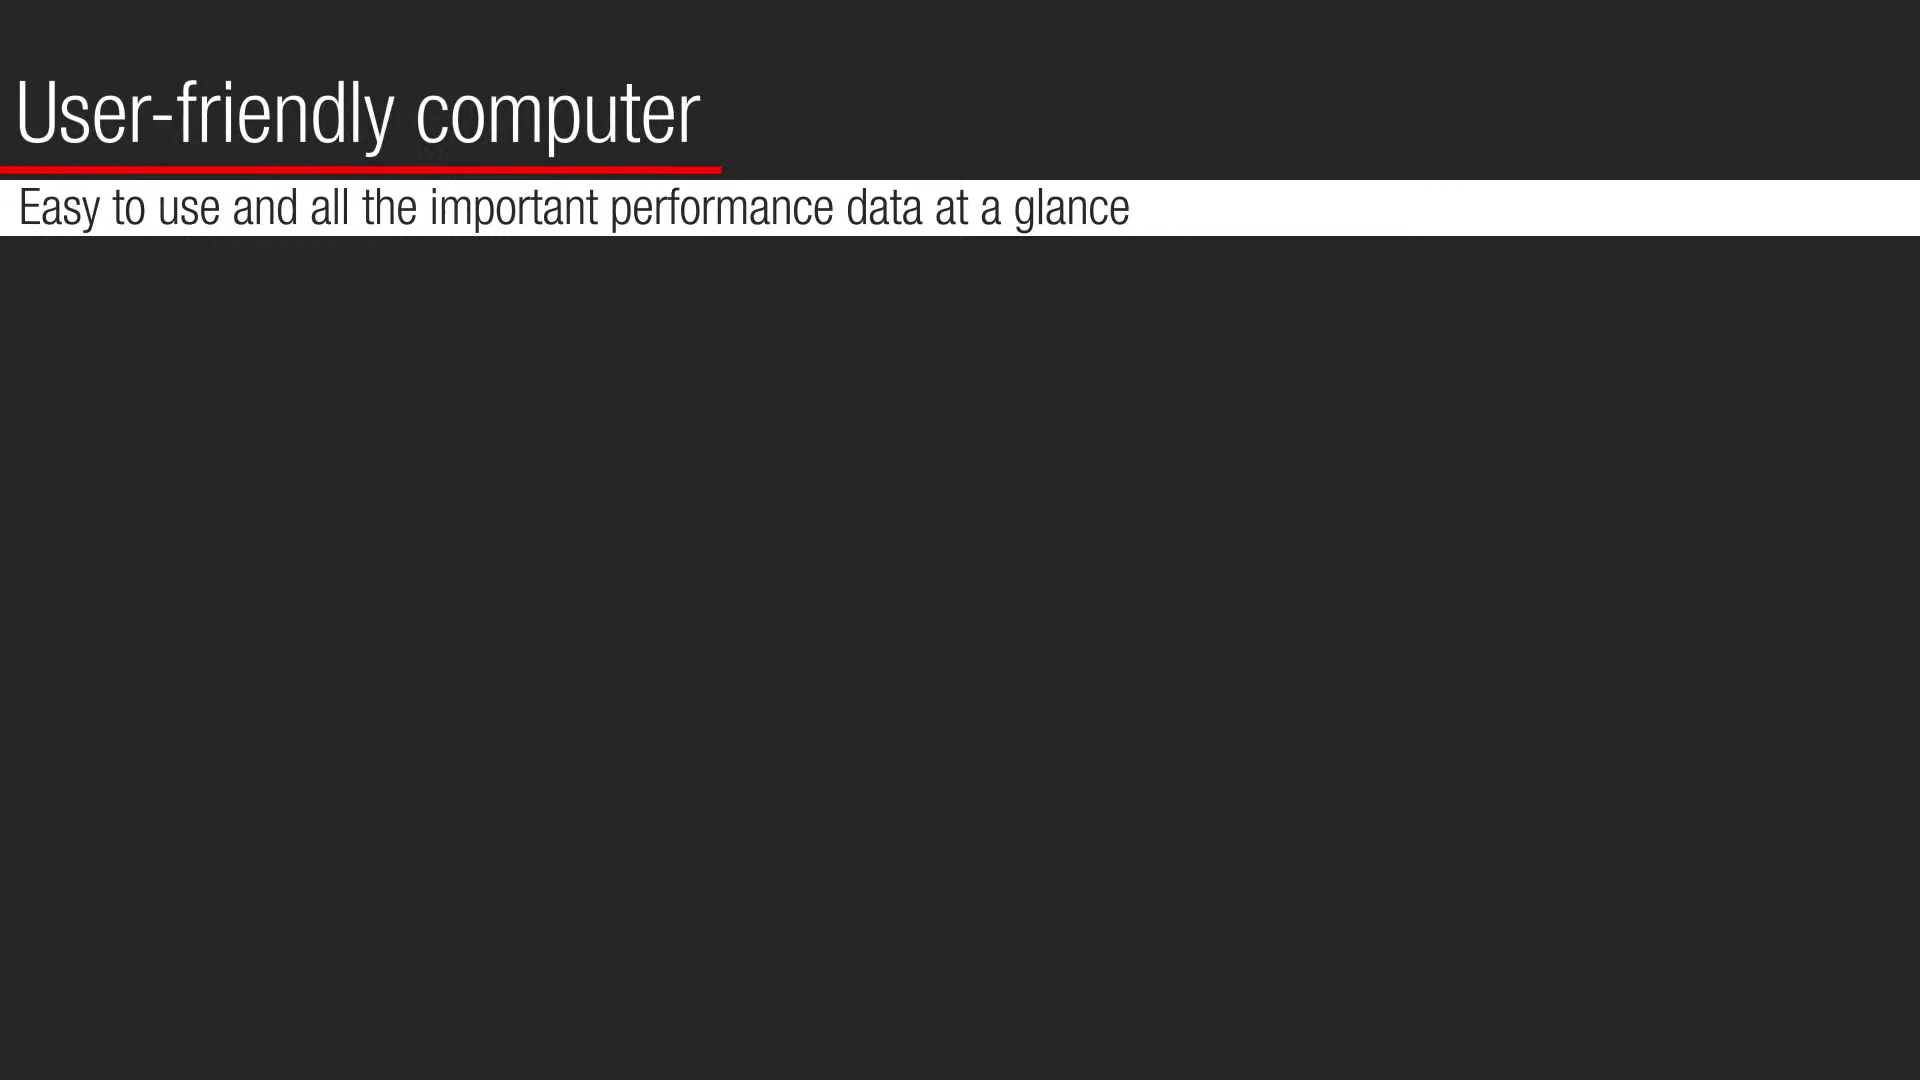 User-friendly computer
Easy to use and all the important performance data at a glance